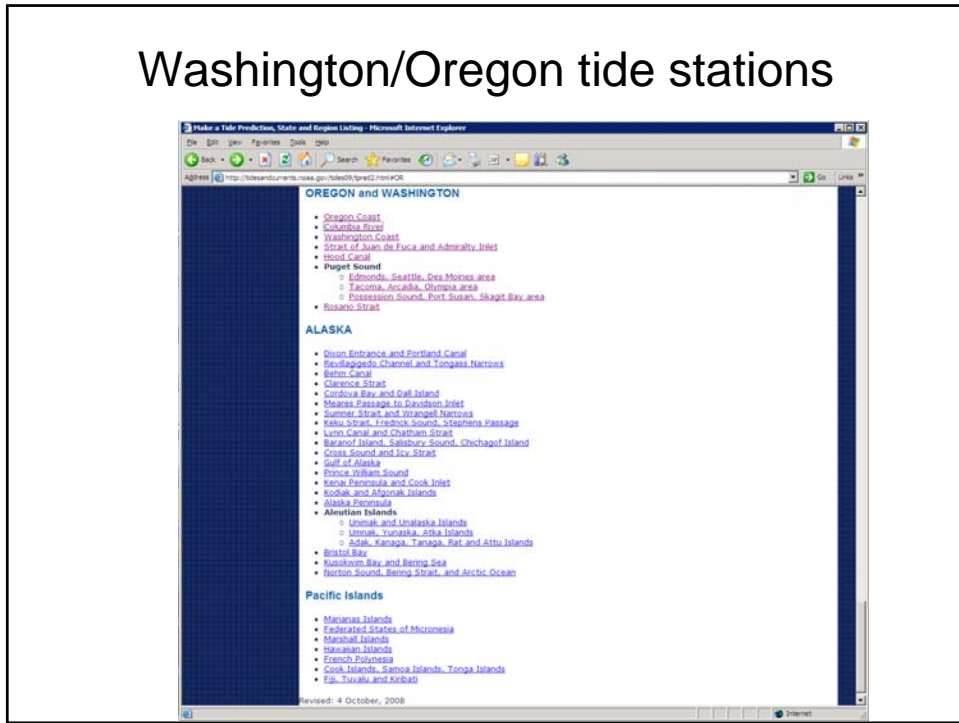 Washington/Oregon tide stations
Make a Tide Prediction, State and Region Listing - Microsoft Internet Explorer
File Edit View Favorites Tools Help
Back Search Favorites
Address http://tidesandcurrents.noaa.gov/tides09/tpred2.html#OR Go Links
OREGON and WASHINGTON
Oregon Coast
Columbia River
Washington Coast
Strait of Juan de Fuca and Admiralty Inlet
Hood Canal
Puget Sound
Edmonds, Seattle, Des Moines area
Tacoma, Arcadia, Olympia area
Possession Sound, Port Susan, Skagit Bay area
Rosario Strait
ALASKA
Dixon Entrance and Portland Canal
Revillagigedo Channel and Tongass Narrows
Behm Canal
Clarence Strait
Cordova Bay and Dall Island
Meares Passage to Davidson Inlet
Sumner Strait and Wrangell Narrows
Keku Strait, Fredrick Sound, Stephens Passage
Lynn Canal and Chatham Strait
Baranof Island, Salisbury Sound, Chichagof Island
Cross Sound and Icy Strait
Gulf of Alaska
Prince William Sound
Kenai Peninsula and Cook Inlet
Kodiak and Afgonak Islands
Alaska Peninsula
Aleutian Islands
Unimak and Unalaska Islands
Umnak, Yunaska, Atka Islands
Adak, Kanaga, Tanaga, Rat and Attu Islands
Bristol Bay
Kusokwim Bay and Bering Sea
Norton Sound, Bering Strait, and Arctic Ocean
Pacific Islands
Marianas Islands
Federated States of Micronesia
Marshall Islands
Hawaiian Islands
French Polynesia
Cook Islands, Samoa Islands, Tonga Islands
Fiji, Tuvalu and Kiribati
Revised: 4 October, 2008
Internet